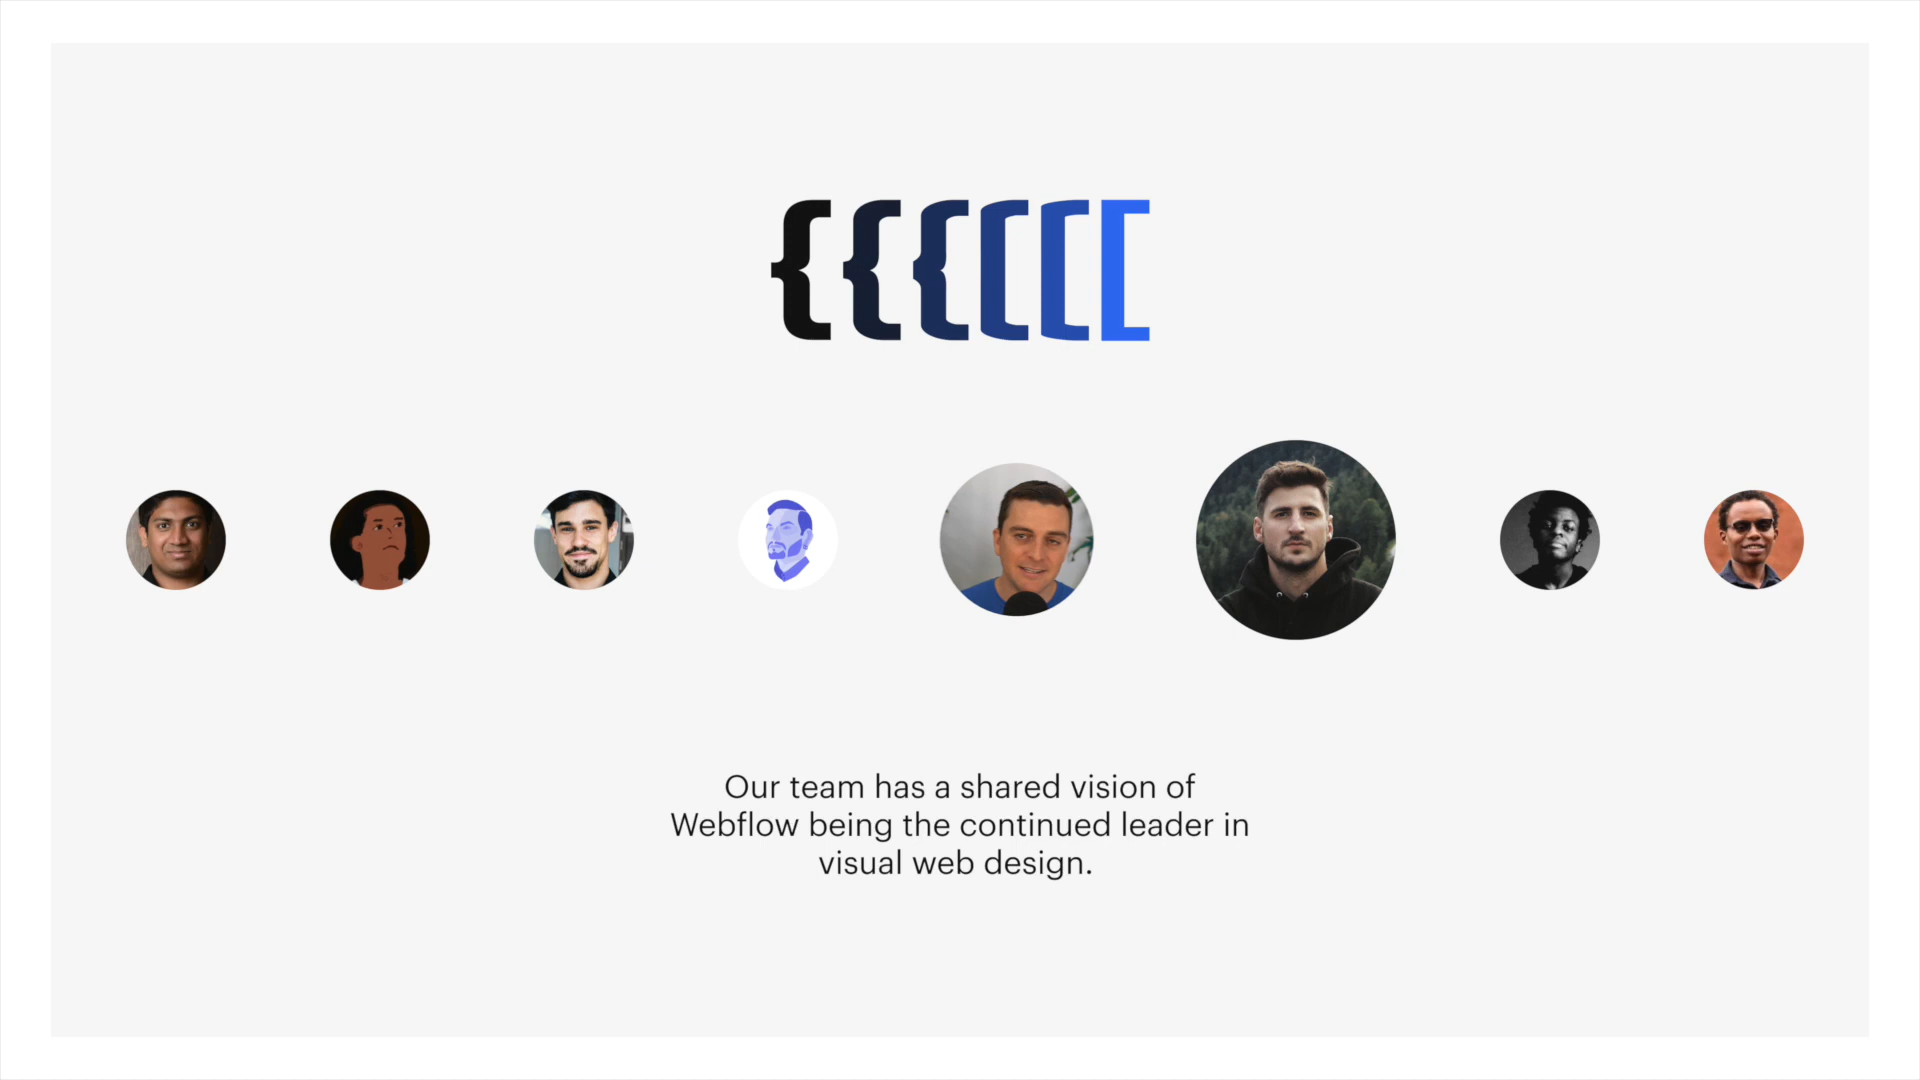 {{{[[[
Our team has a shared vision of
Webflow being the continued leader in
visual web design.